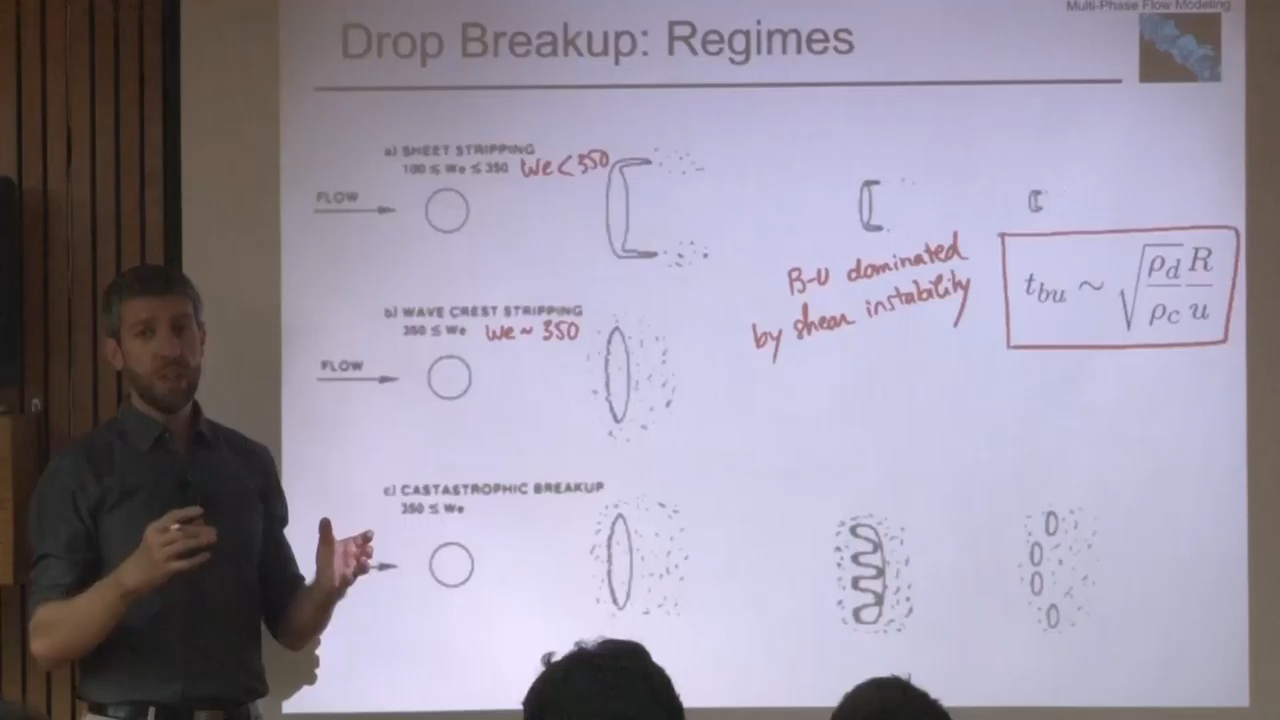 Multi-Phase Flow Modeling
Drop Breakup: Regimes
a) SHEET STRIPPING
100 ≤ We ≤ 350 We < 350
FLOW
B-U dominated
by shear instability
t_bu ~ √(ρ_d/ρ_c) R/u
b) WAVE CREST STRIPPING
350 ≤ We We ~ 350
FLOW
c) CASTASTROPHIC BREAKUP
350 ≤ We